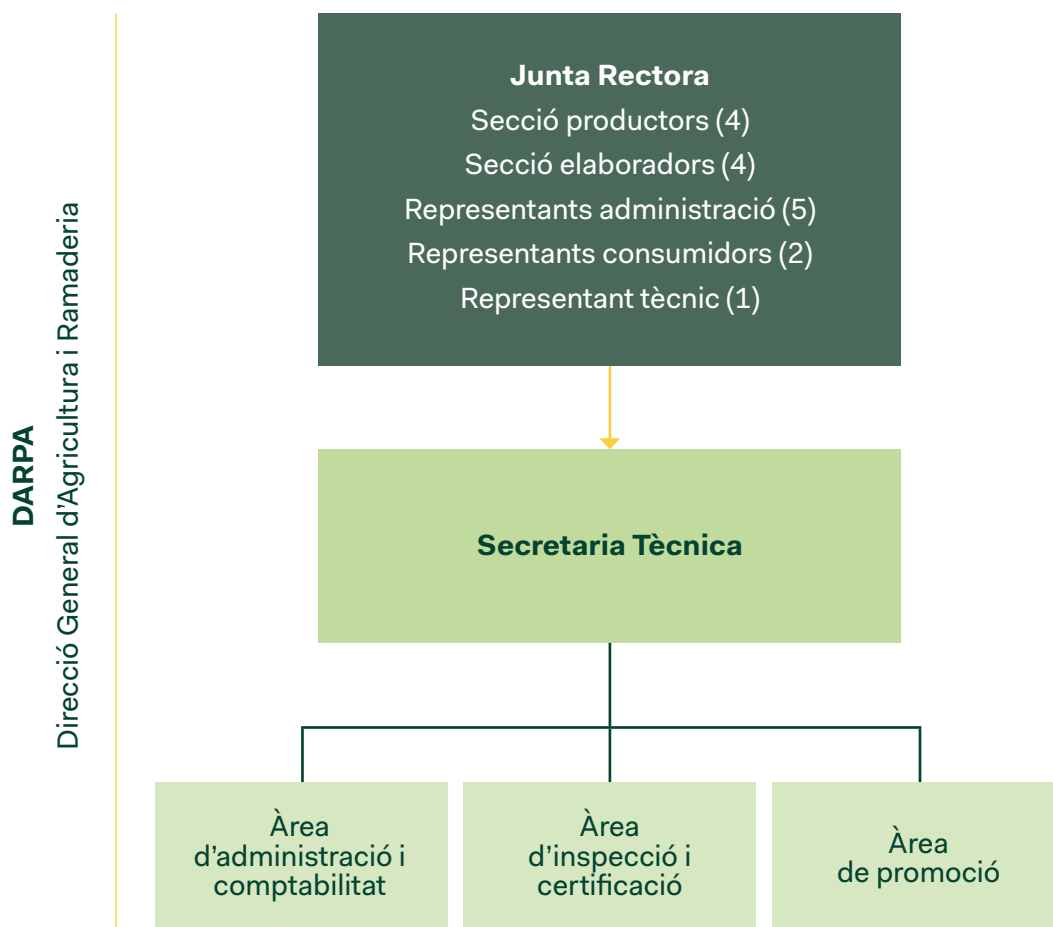 DARPA
Direcció General d'Agricultura i Ramaderia
Junta Rectora
Secció productors (4)
Secció elaboradors (4)
Representants administració (5)
Representants consumidors (2)
Representant tècnic (1)
Secretaria Tècnica
Àrea
d'administració i
comptabilitat
Àrea
d'inspecció i
certificació
Àrea
de promoció